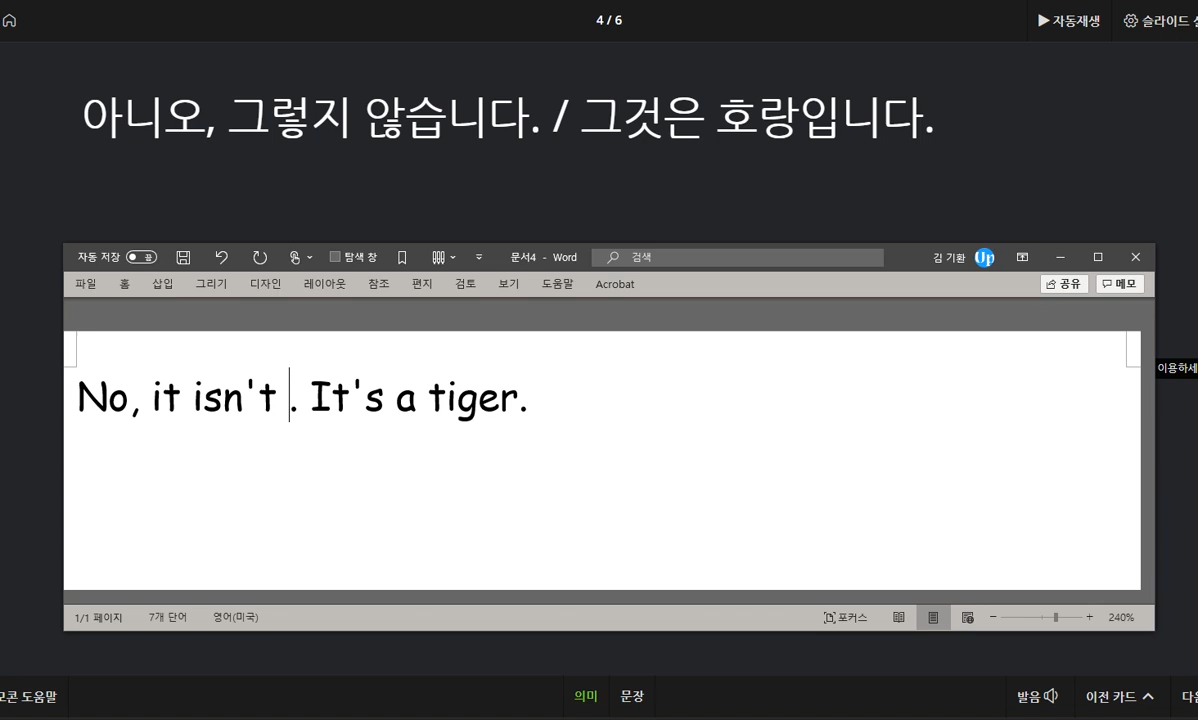 4 / 6
▶ 자동재생
슬라이드
아니오, 그렇지 않습니다. / 그것은 호랑입니다.
자동 저장 끔
탐색 창
문서4 - Word
검색
김 기환
Up
파일 홈 삽입 그리기 디자인 레이아웃 참조 편지 검토 보기 도움말 Acrobat
공유
메모
이용하세
No, it isn't . It's a tiger.
1/1 페이지 7개 단어 영어(미국)
포커스
240%
도움말
의미
문장
발음
이전 카드